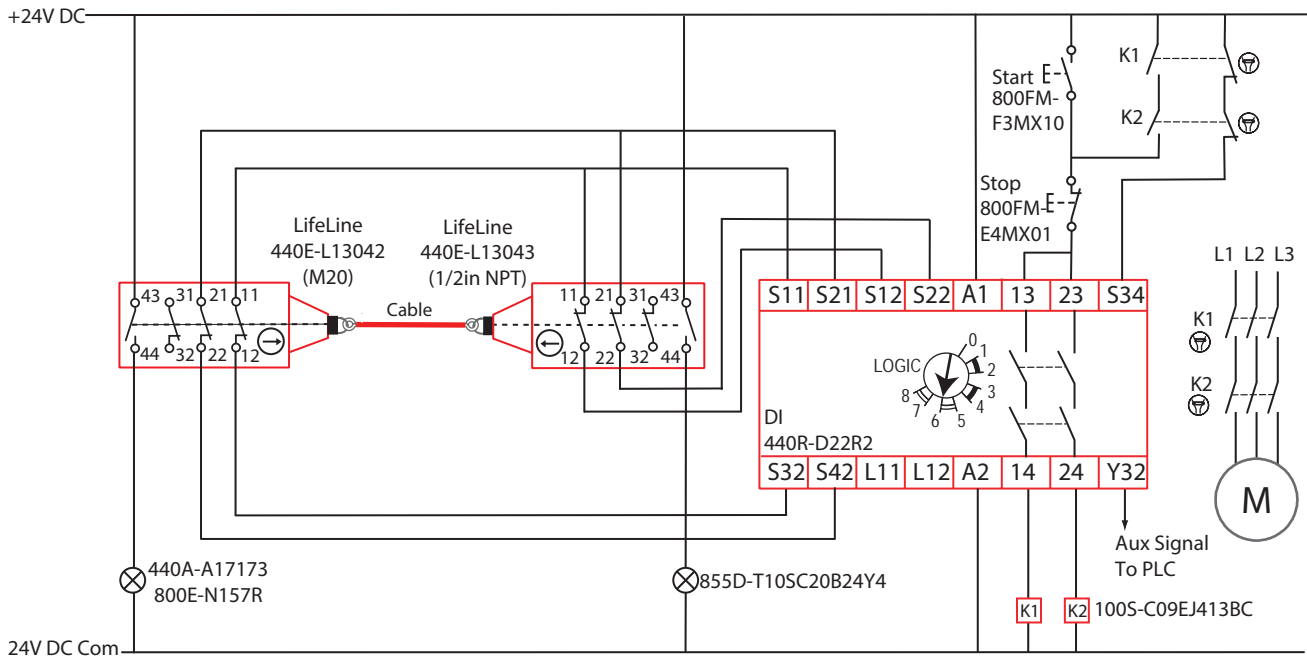 +24V DC
Start
800FM-
F3MX10
K1
K2
Stop
800FM-
E4MX01
LifeLine
440E-L13042
(M20)
LifeLine
440E-L13043
(1/2in NPT)
Cable
43 31 21 11
44 32 22 12
11 21 31 43
12 22 32 44
S11 S21 S12 S22 A1 13 23 S34
LOGIC
0 1 2 3 4 5 6 7 8
DI
440R-D22R2
S32 S42 L11 L12 A2 14 24 Y32
L1 L2 L3
K1
K2
M
Aux Signal
To PLC
440A-A17173
800E-N157R
855D-T10SC20B24Y4
K1 K2 100S-C09EJ413BC
24V DC Com